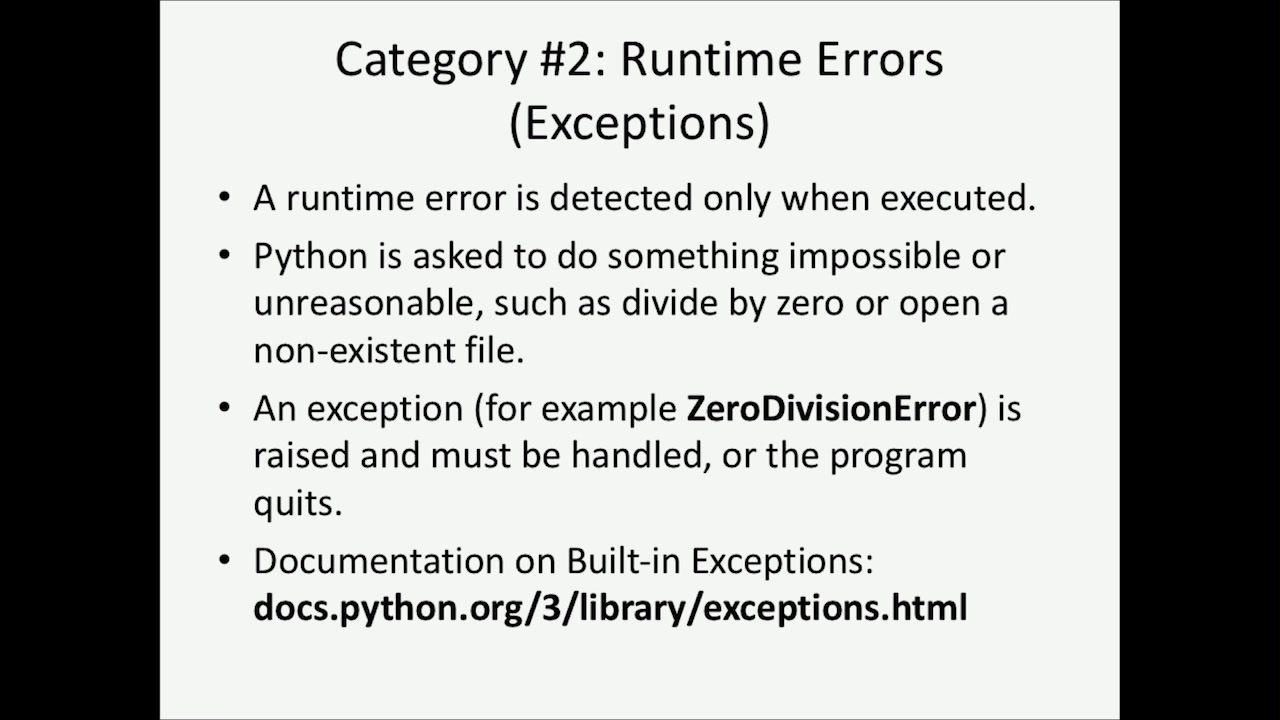 Category #2: Runtime Errors
(Exceptions)
• A runtime error is detected only when executed.
• Python is asked to do something impossible or
unreasonable, such as divide by zero or open a
non-existent file.
• An exception (for example ZeroDivisionError) is
raised and must be handled, or the program
quits.
• Documentation on Built-in Exceptions:
docs.python.org/3/library/exceptions.html